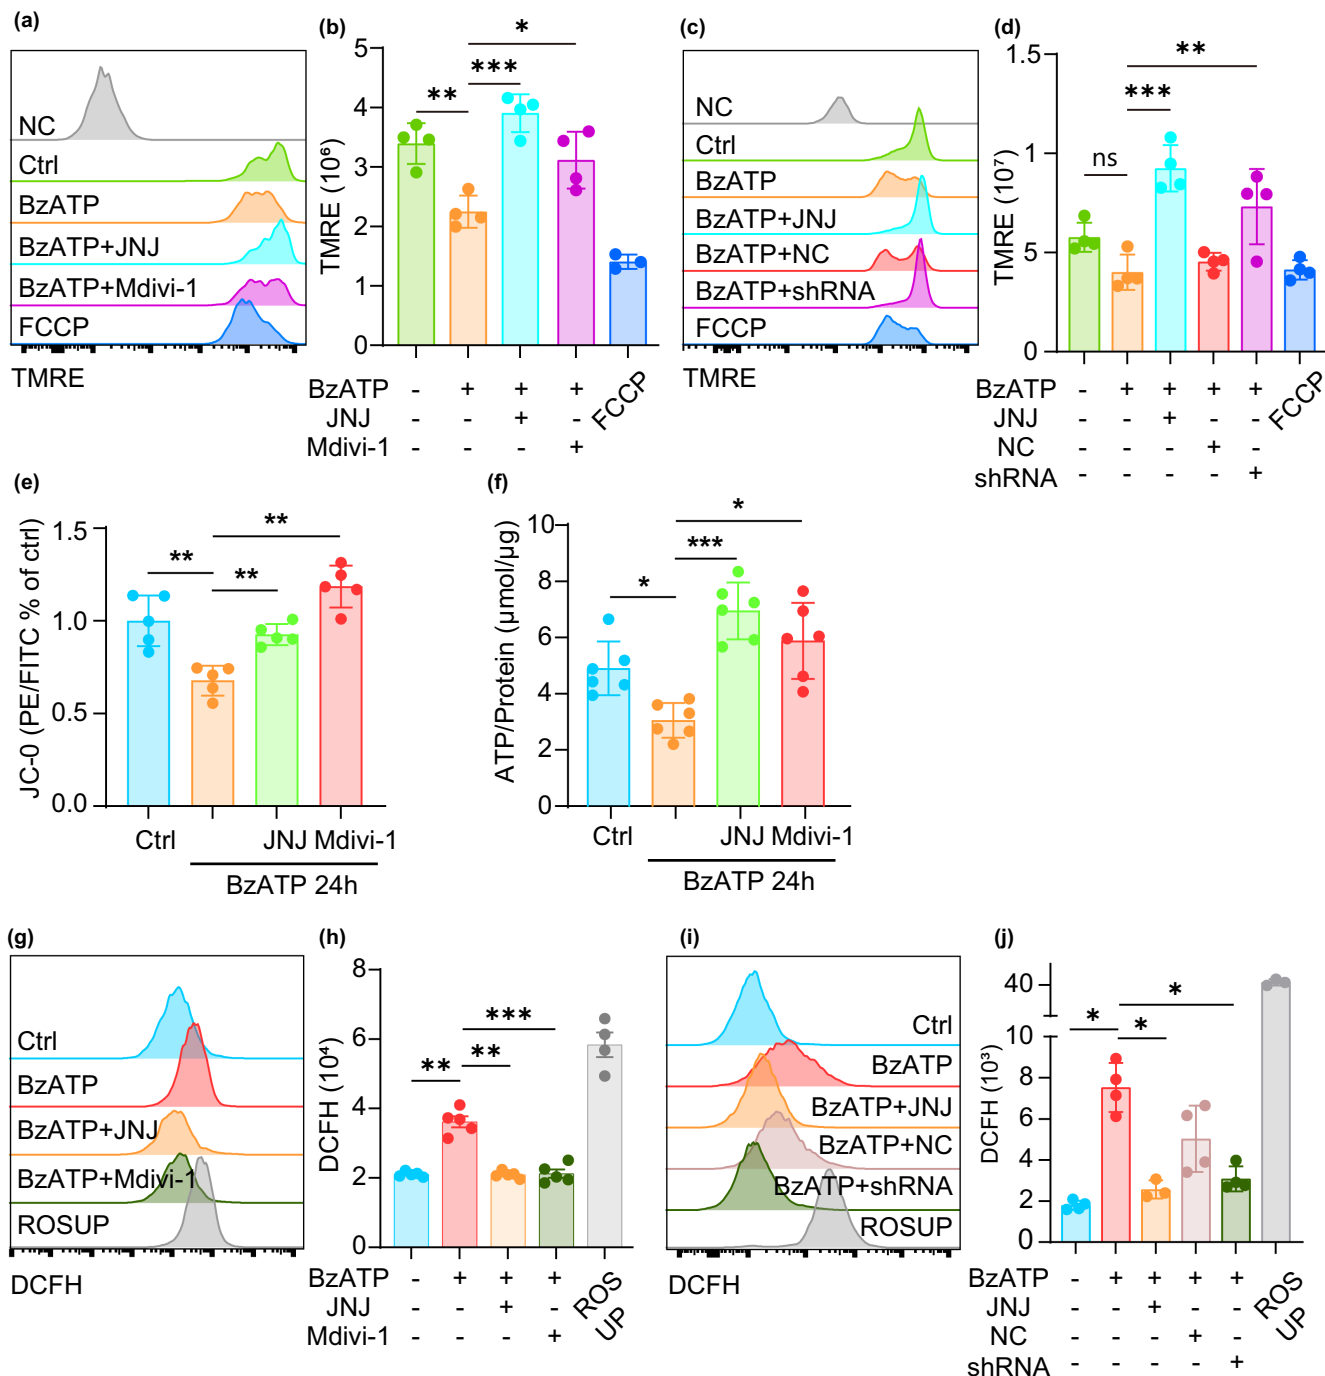 (a)
NC
Ctrl
BzATP
BzATP+JNJ
BzATP+Mdivi-1
FCCP
TMRE
(b)
TMRE (10⁶)
5
4
3
2
1
0
** *** *
BzATP - + + + FCCP
JNJ - - + -
Mdivi-1 - - - +
(c)
NC
Ctrl
BzATP
BzATP+JNJ
BzATP+NC
BzATP+shRNA
FCCP
TMRE
(d)
TMRE (10⁷)
1.5
10
5
0
ns *** **
BzATP - + + + + FCCP
JNJ - - + - -
NC - - - + -
shRNA - - - - +
(e)
JC-0 (PE/FITC % of ctrl)
1.5
1.0
0.5
0.0
** ** **
Ctrl JNJ Mdivi-1
BzATP 24h
(f)
ATP/Protein (μmol/μg)
10
8
6
4
2
0
* *** *
Ctrl JNJ Mdivi-1
BzATP 24h
(g)
Ctrl
BzATP
BzATP+JNJ
BzATP+Mdivi-1
ROSUP
DCFH
(h)
DCFH (10⁴)
8
6
4
2
0
** ** ***
BzATP - + + + ROS UP
JNJ - - + -
Mdivi-1 - - - +
(i)
Ctrl
BzATP
BzATP+JNJ
BzATP+NC
BzATP+shRNA
ROSUP
DCFH
(j)
DCFH (10³)
40
10
8
6
4
2
0
* * *
BzATP - + + + + ROS UP
JNJ - - + - -
NC - - - + -
shRNA - - - - +